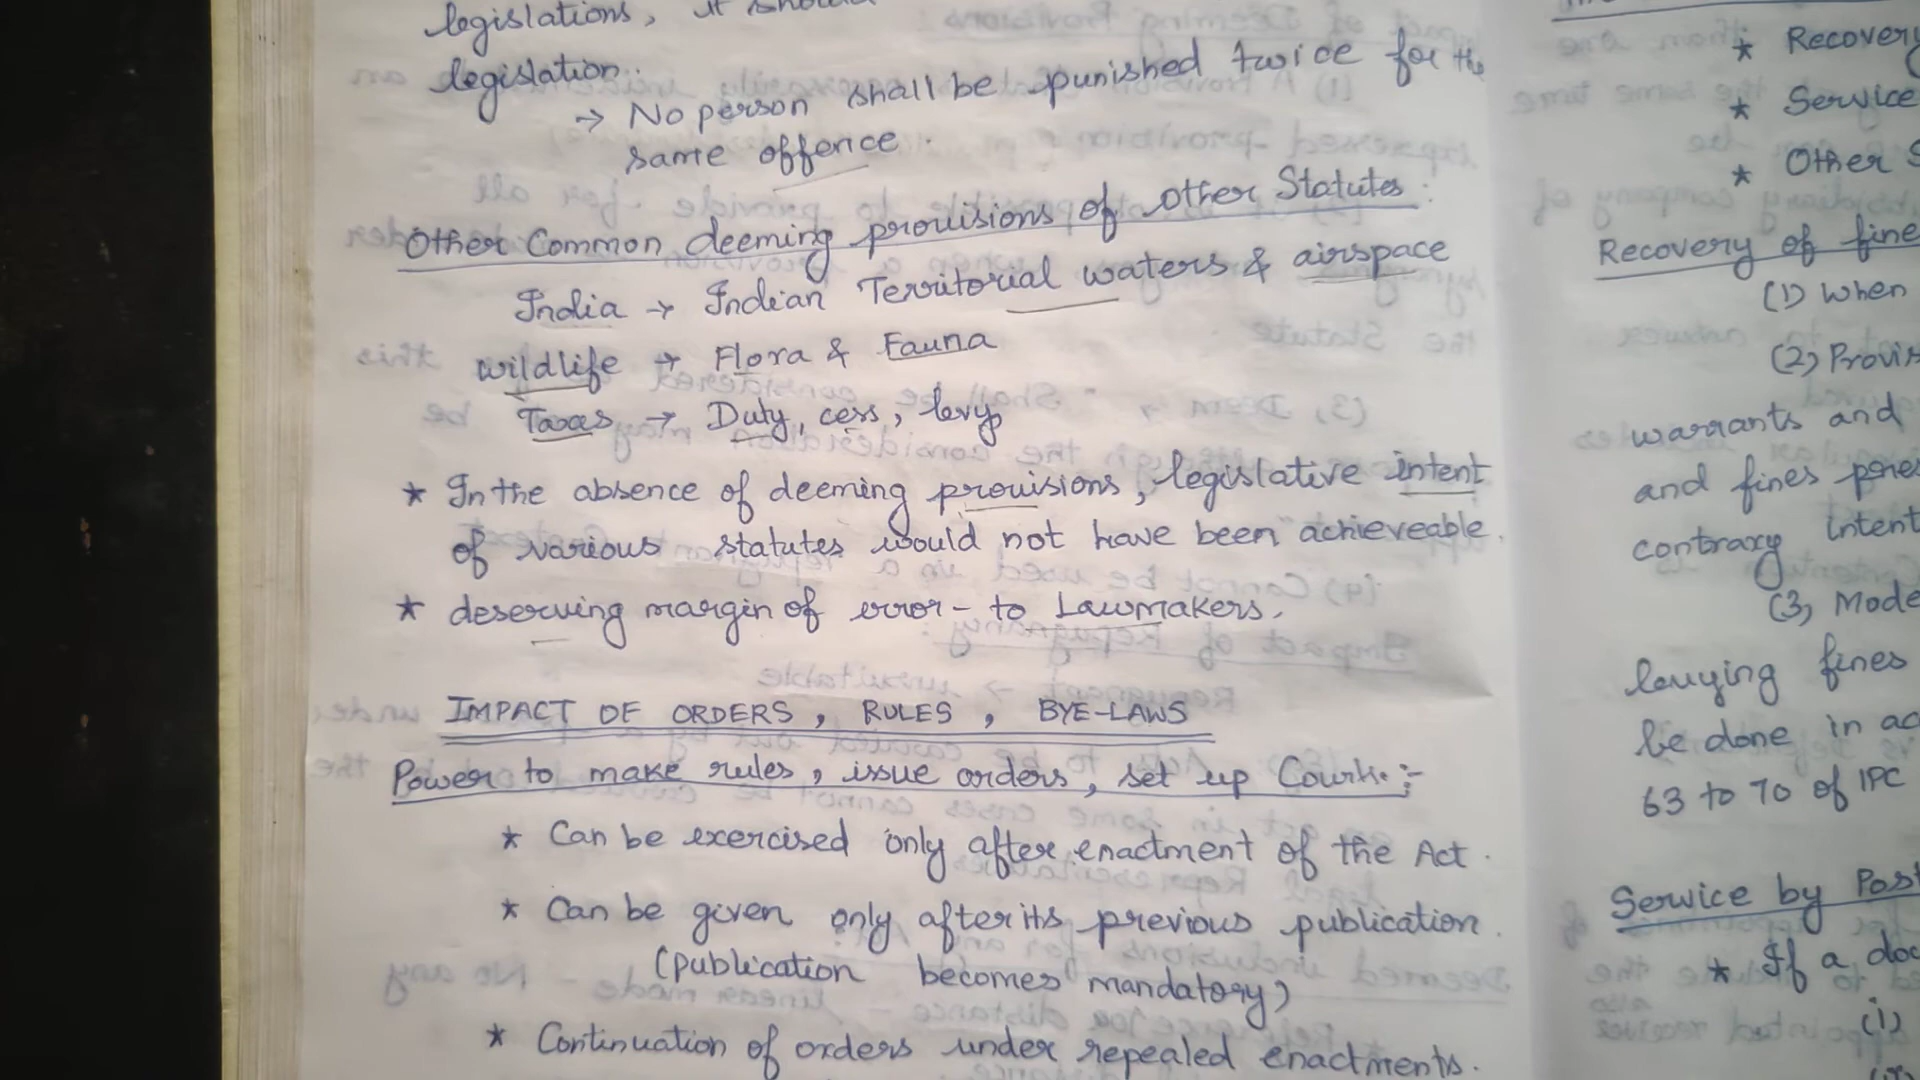 legislations, it should
legislation.
→ No person shall be punished twice for the
same offence.
Other Common deeming provisions of other Statutes:
India → Indian Territorial waters & airspace
wildlife → Flora & Fauna
Taxes → Duty, cess, levy
* In the absence of deeming provisions, legislative intent
of various statutes would not have been achieveable.
* deserving margin of error - to Lawmakers.
IMPACT OF ORDERS, RULES, BYE-LAWS
Power to make rules, issue orders, set up Courts:-
* Can be exercised only after enactment of the Act.
* Can be given only after its previous publication.
(publication becomes mandatory)
* Continuation of orders under repealed enactments.
* Recovery
* Service
* Other S
Recovery of fine
(1) When
(2) Provis
warrants and
and fines
contrary intent
(3) Mode
levying fines
be done in ac
63 to 70 of IPC
Service by Post
* If a doc
(i)